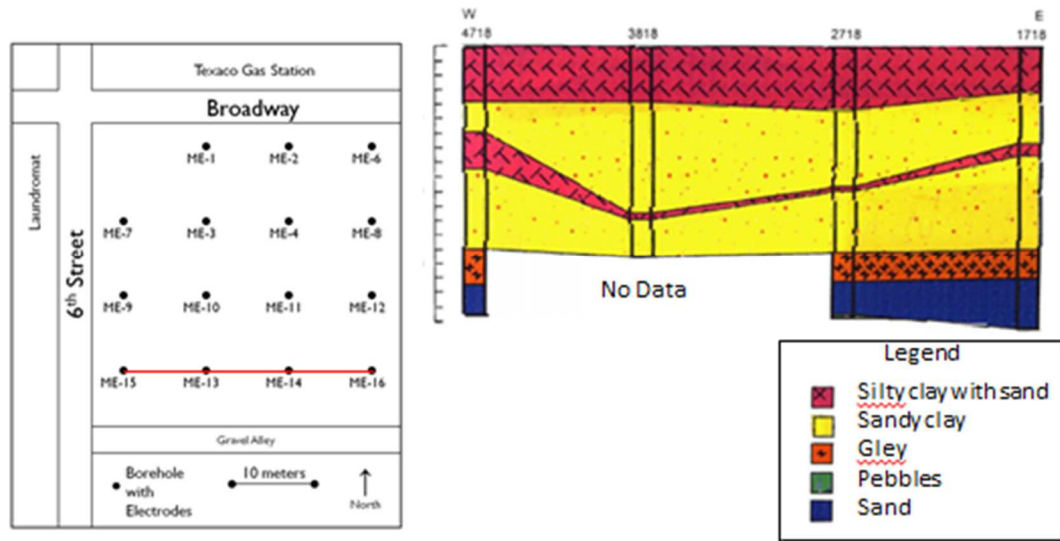 Texaco Gas Station
Broadway
Laundromat
6th Street
ME-1 ME-2 ME-6
ME-7 ME-3 ME-4 ME-8
ME-9 ME-10 ME-11 ME-12
ME-15 ME-13 ME-14 ME-16
Gravel Alley
Borehole
with
Electrodes
10 meters
North
W E
4718 3818 2718 1718
No Data
Legend
Silty clay with sand
Sandy clay
Gley
Pebbles
Sand